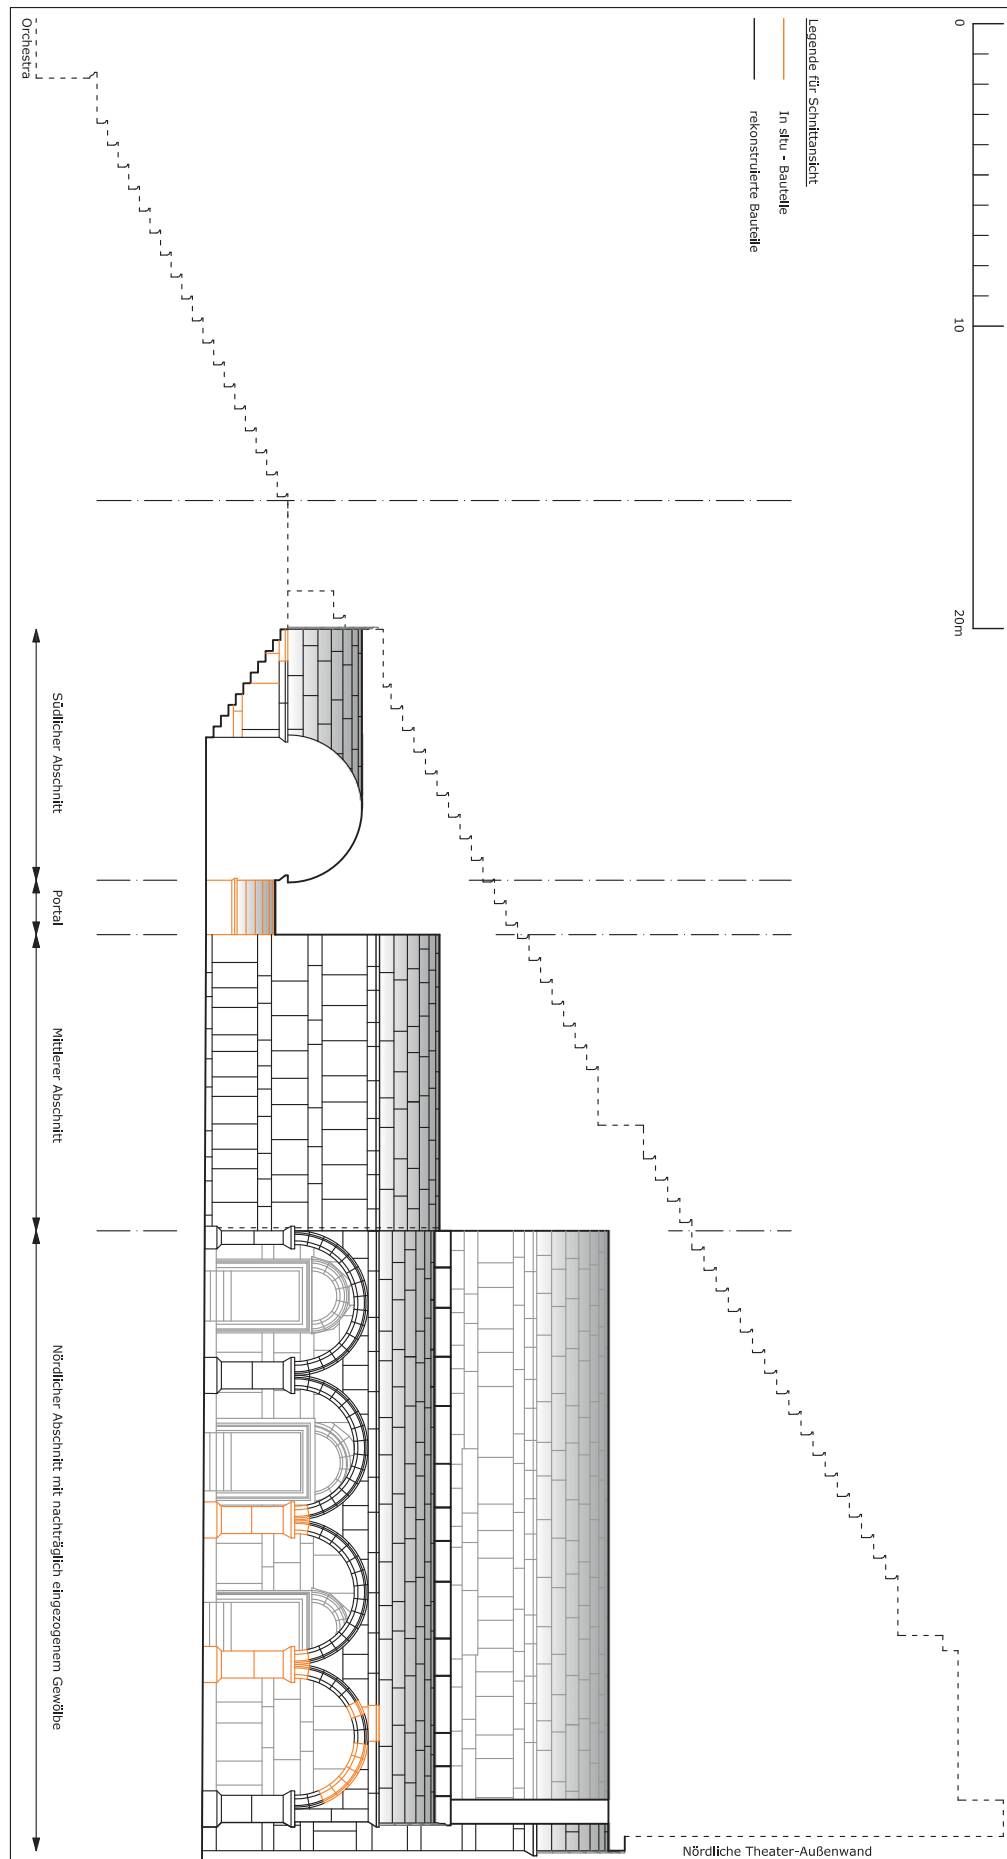 0
10
20m
Legende für Schnittansicht
In situ - Bauteile
rekonstruierte Bauteile
Orchestra
Südlicher Abschnitt
Portal
Mittlerer Abschnitt
Nördlicher Abschnitt mit nachträglich eingezogenem Gewölbe
Nördliche Theater-Außenwand